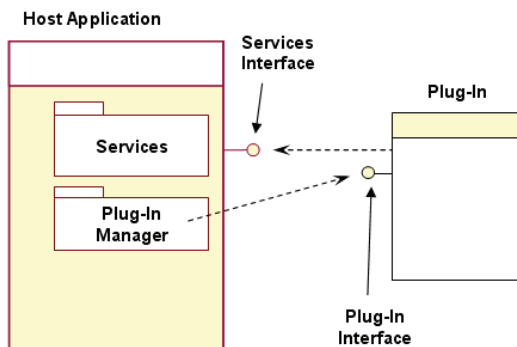 Host Application
Services
Interface
Plug-In
Services
Plug-In
Manager
Plug-In
Interface